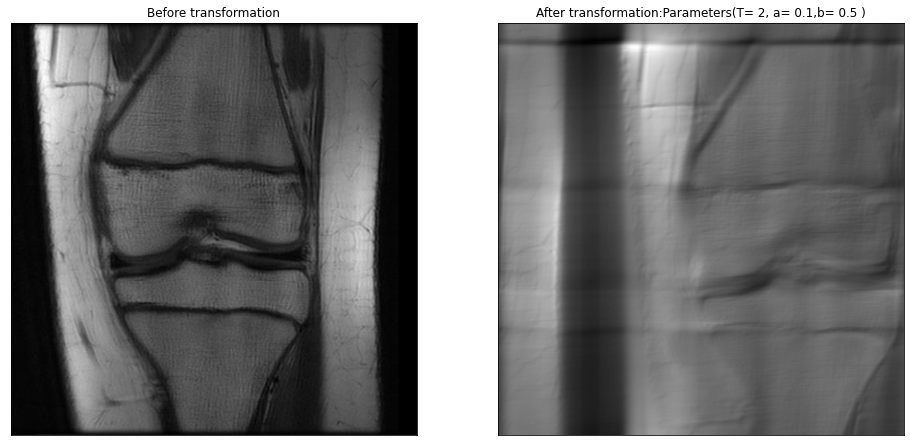 Before transformation
After transformation:Parameters(T= 2, a= 0.1,b= 0.5 )